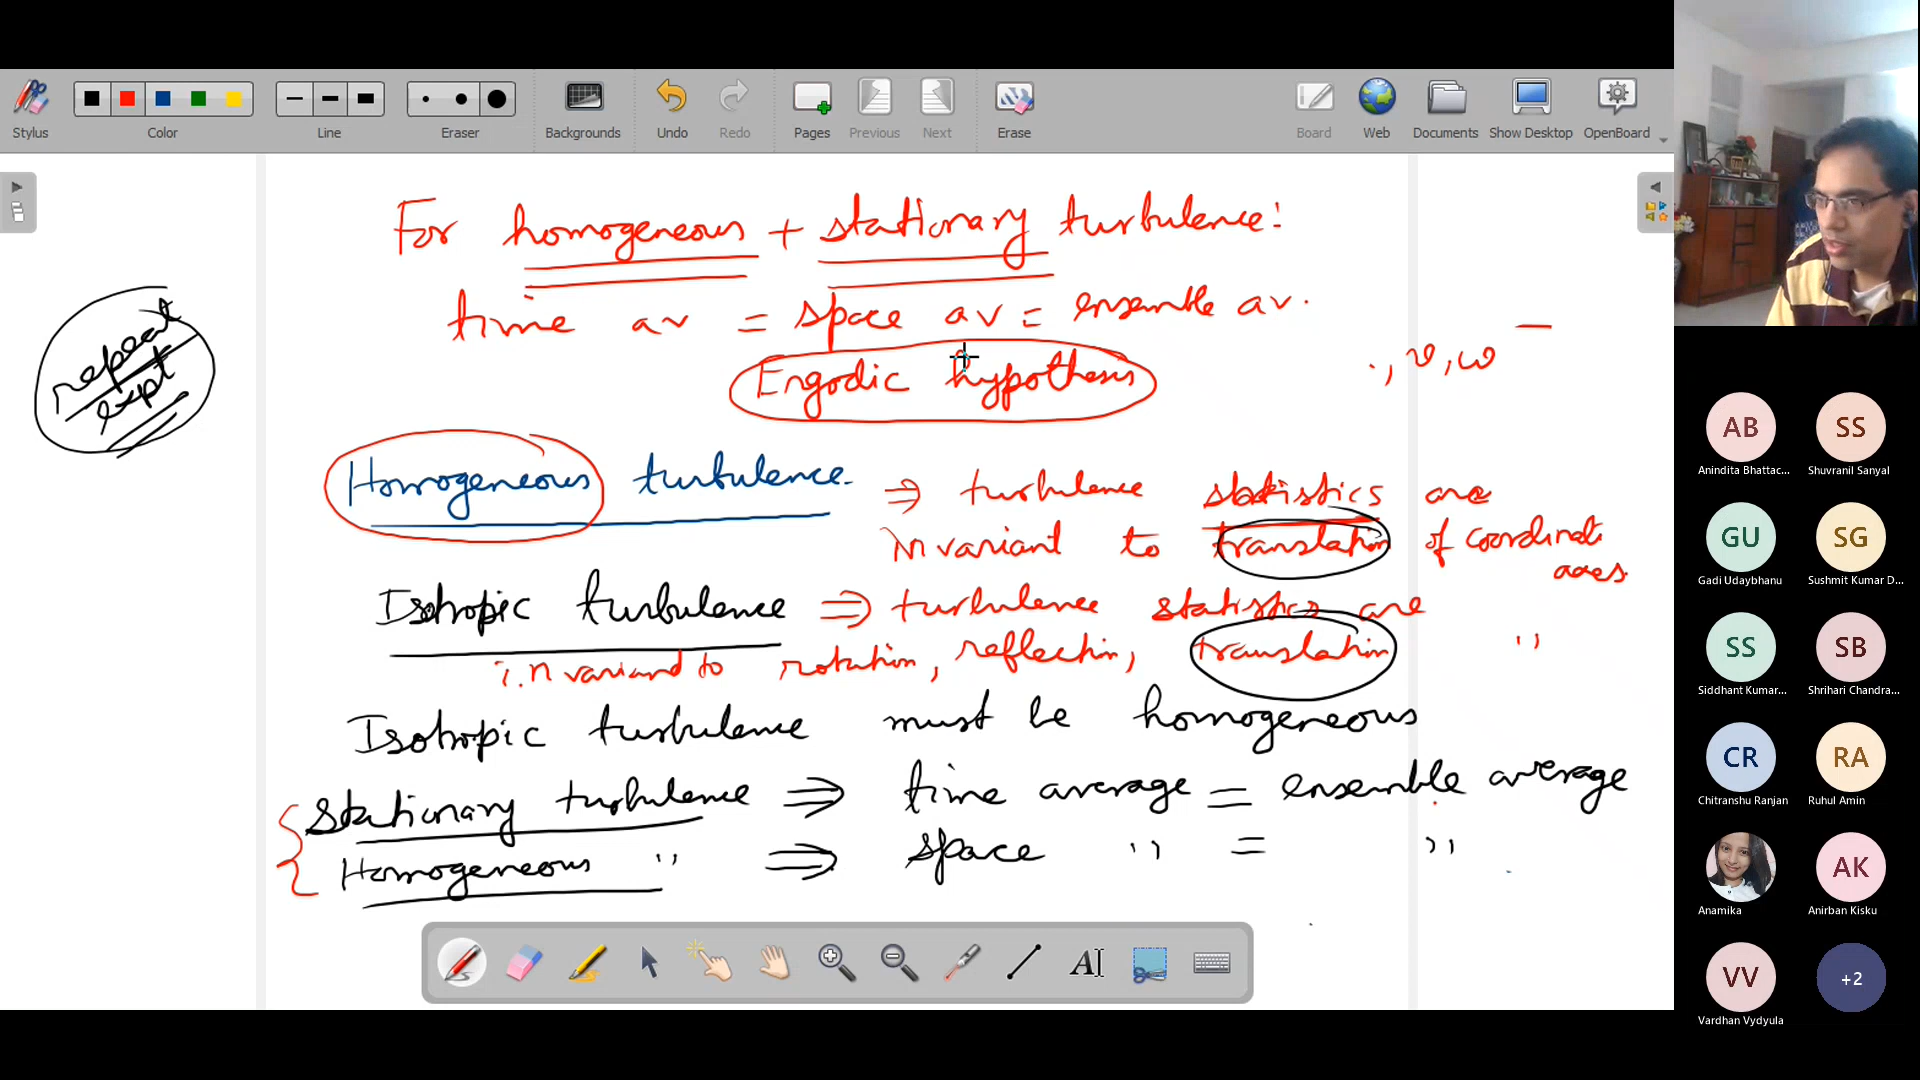 Stylus Color Line Eraser Backgrounds Undo Redo Pages Previous Next Erase Board Web Documents Show Desktop OpenBoard
For homogeneous + stationary turbulence:
time av = space av = ensemble av.
Ergodic hypothesis
., v, w
repeat
expt
Homogeneous turbulence. ⇒ turbulence statistics are
invariant to translation of coordinate
axes.
Isotropic turbulence ⇒ turbulence statistics are
invariant to rotation, reflection, translation "
Isotropic turbulence must be homogeneous
Stationary turbulence ⇒ time average = ensemble average
Homogeneous " ⇒ space " = "
AI
AB SS
Anindita Bhattac... Shuvranil Sanyal
GU SG
Gadi Udaybhanu Sushmit Kumar D...
SS SB
Siddhant Kumar... Shrihari Chandra...
CR RA
Chitranshu Ranjan Ruhul Amin
AK
Anamika Anirban Kisku
VV +2
Vardhan Vydyula